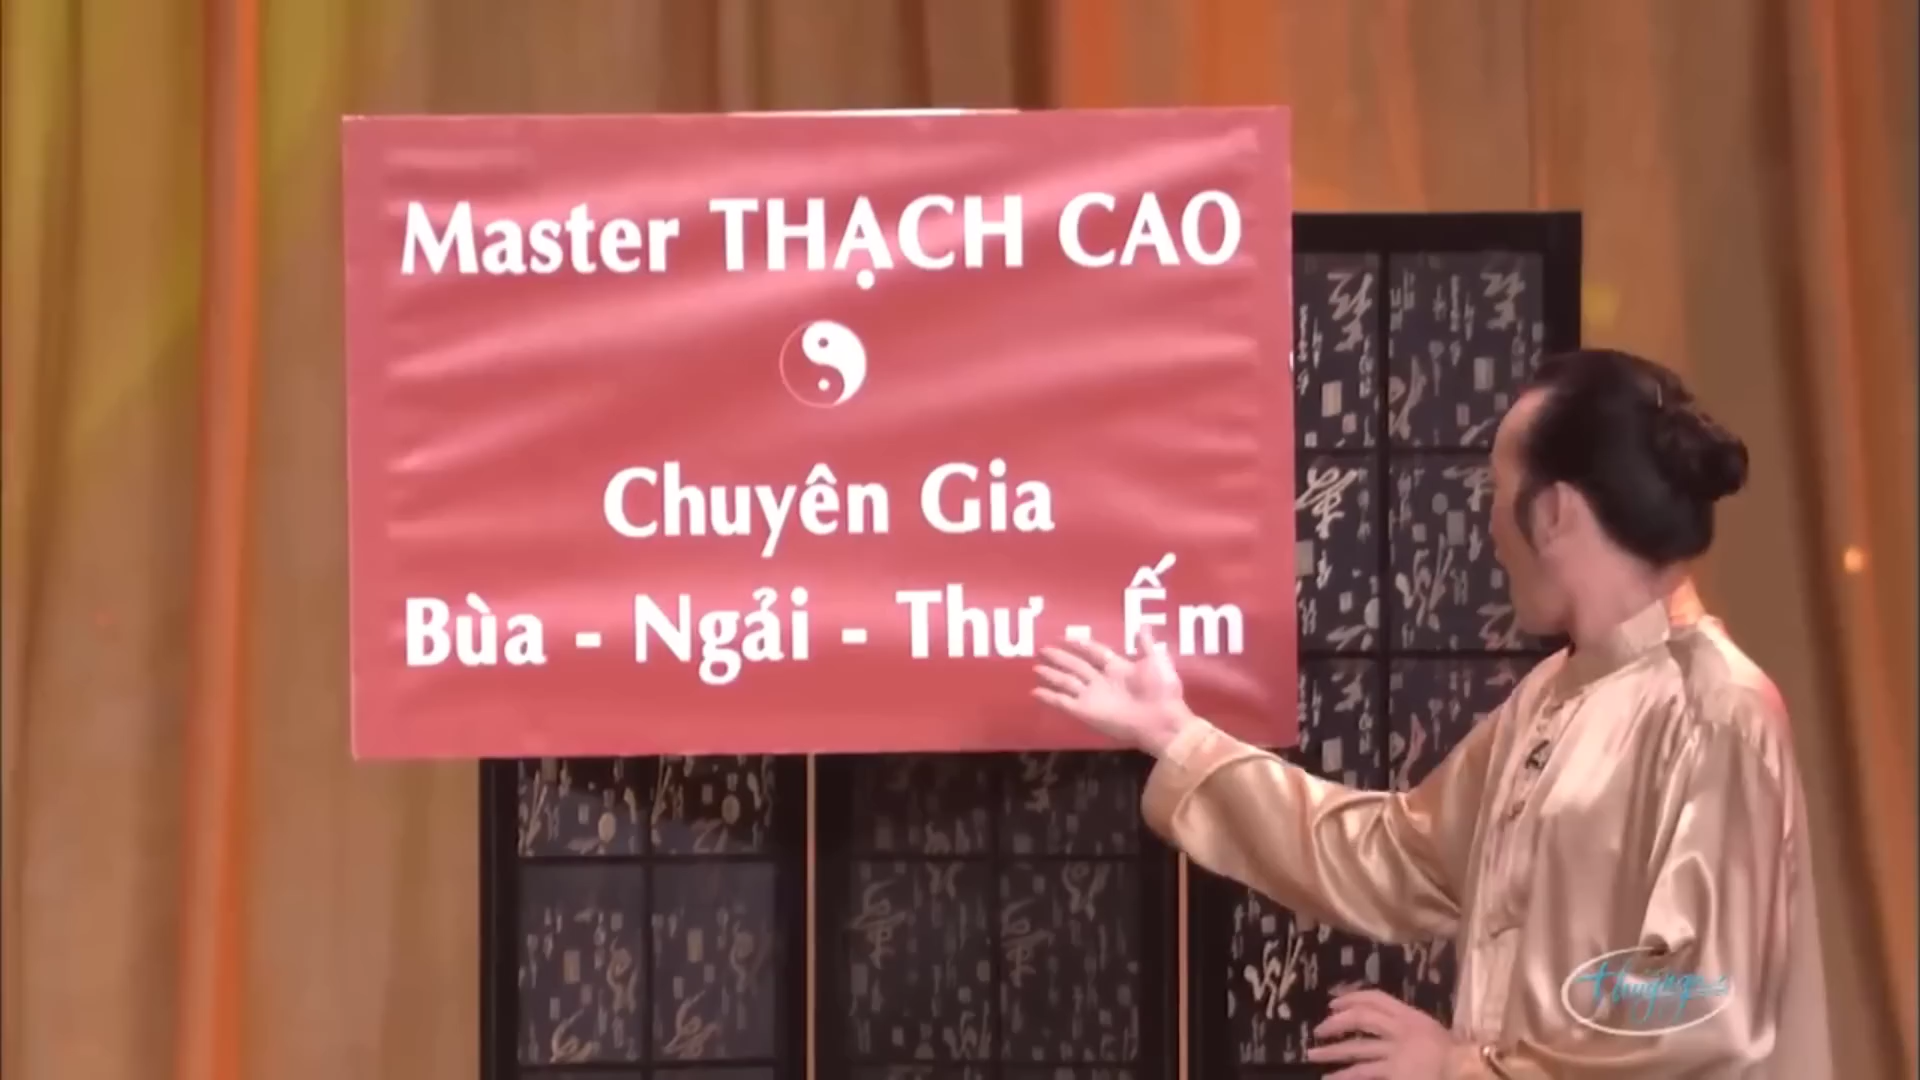 Master THẠCH CAO
Chuyên Gia
Bùa - Ngải - Thư - Ếm